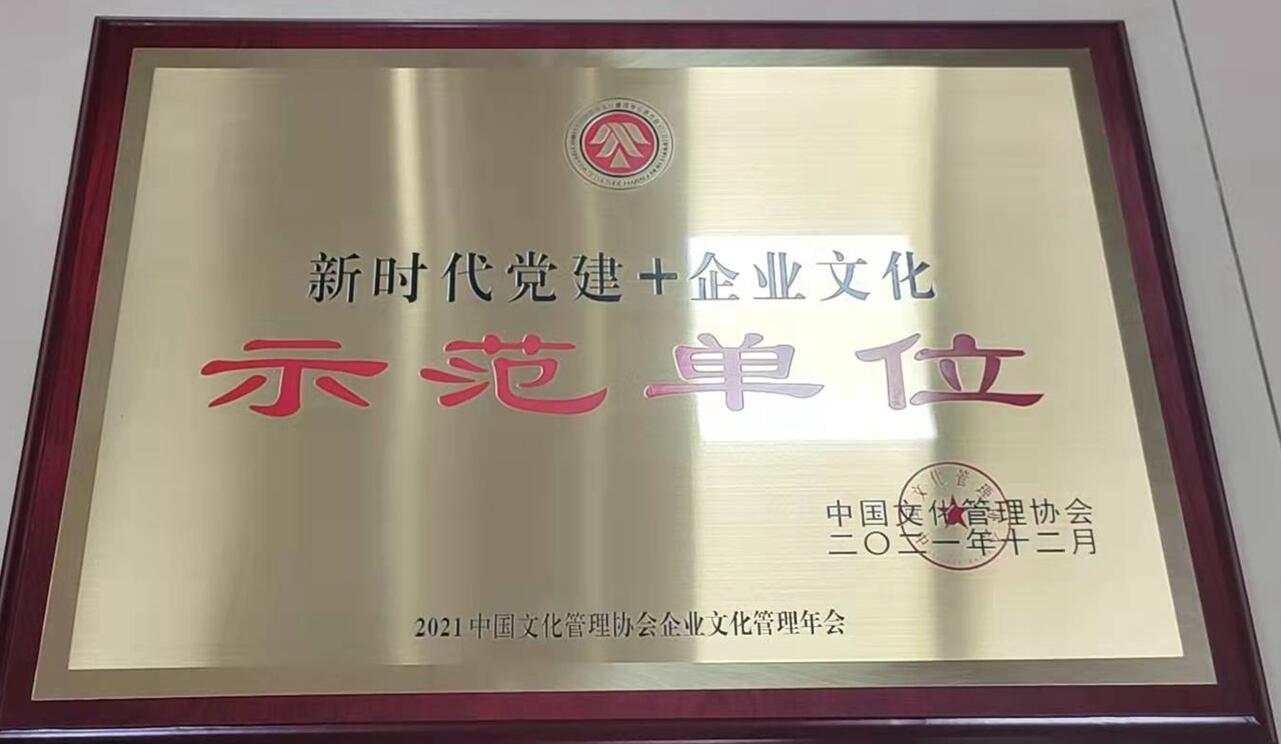 新时代党建+企业文化
示范单位
中国文化管理协会
二〇二一年十二月
2021中国文化管理协会企业文化管理年会